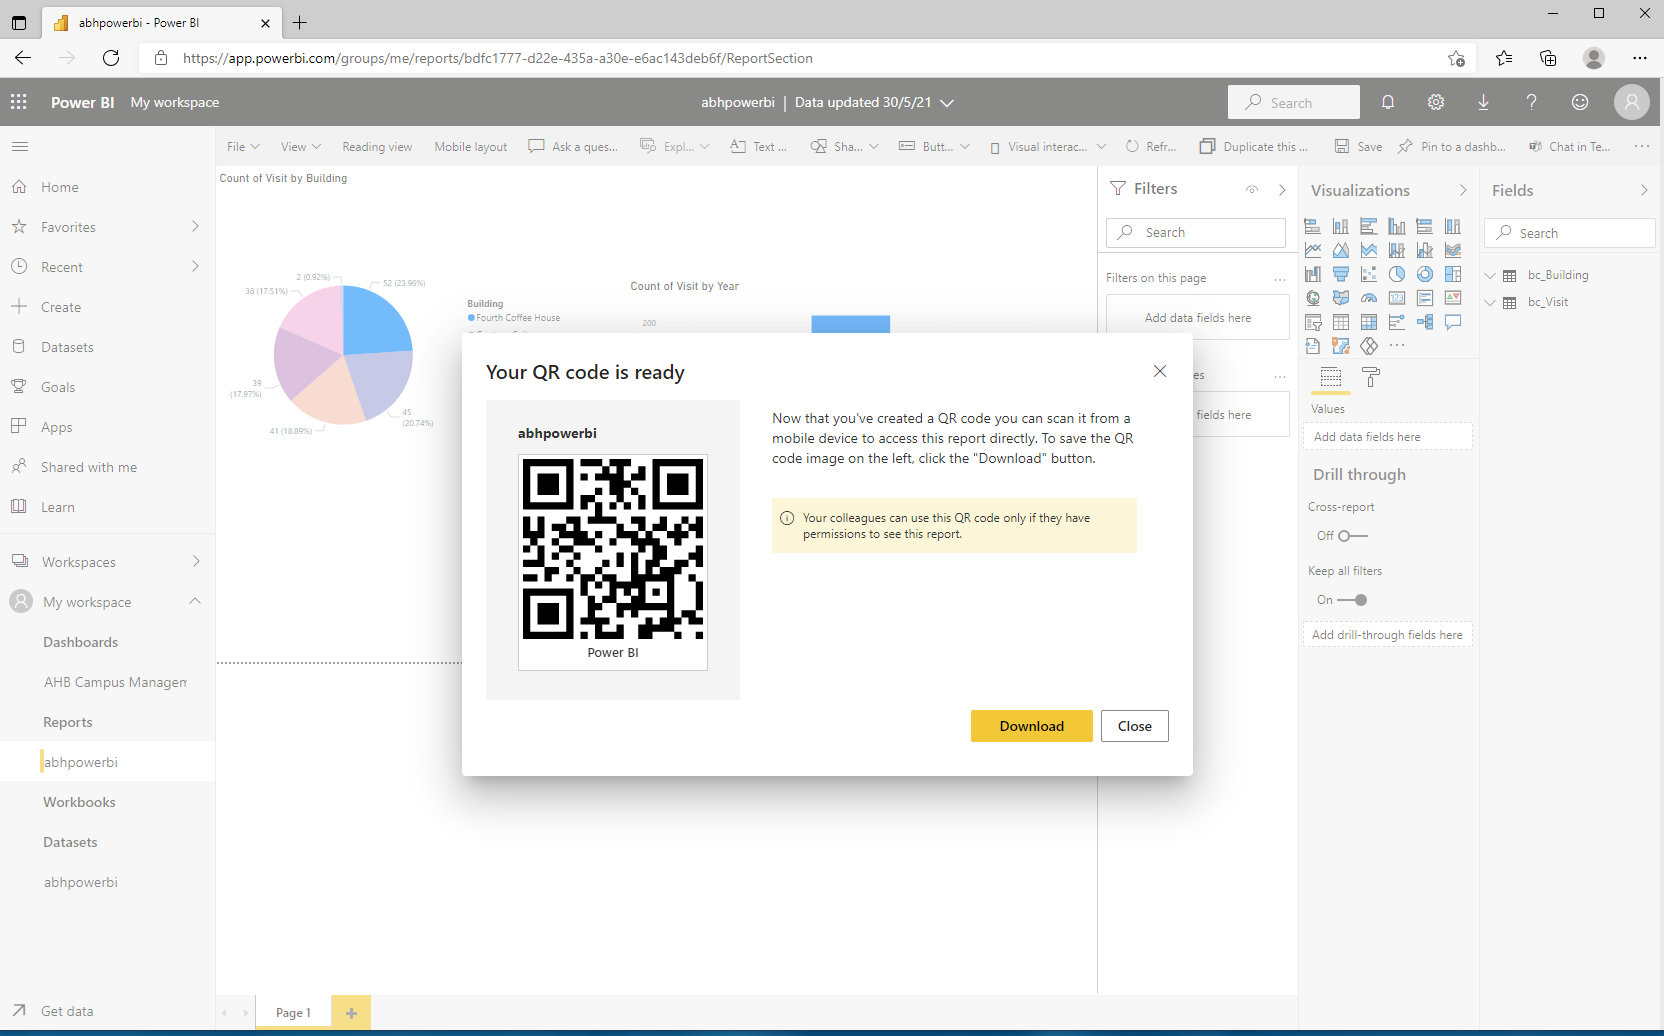 abhpowerbi - Power BI
https://app.powerbi.com/groups/me/reports/bdfc1777-d22e-435a-a30e-e6ac143deb6f/ReportSection
Power BI My workspace
abhpowerbi | Data updated 30/5/21
Search
File
View
Reading view
Mobile layout
Ask a ques...
Expl...
Text ...
Sha...
Butt...
Visual interac...
Refr...
Duplicate this ...
Save
Pin to a dashb...
Chat in Te...
Home
Favorites
Recent
Create
Datasets
Goals
Apps
Shared with me
Learn
Workspaces
My workspace
Dashboards
AHB Campus Managem
Reports
abhpowerbi
Workbooks
Datasets
abhpowerbi
Get data
Count of Visit by Building
2 (0.92%)
52 (23.96%)
38 (17.51%)
39
(17.97%)
41 (18.89%)
45
(20.74%)
Building
Fourth Coffee House
Count of Visit by Year
200
Your QR code is ready
abhpowerbi
Power BI
Now that you've created a QR code you can scan it from a
mobile device to access this report directly. To save the QR
code image on the left, click the "Download" button.
Your colleagues can use this QR code only if they have
permissions to see this report.
Download
Close
Page 1
Filters
Search
Filters on this page
Add data fields here
es
fields here
Visualizations
Values
Add data fields here
Drill through
Cross-report
Off
Keep all filters
On
Add drill-through fields here
Fields
Search
bc_Building
bc_Visit